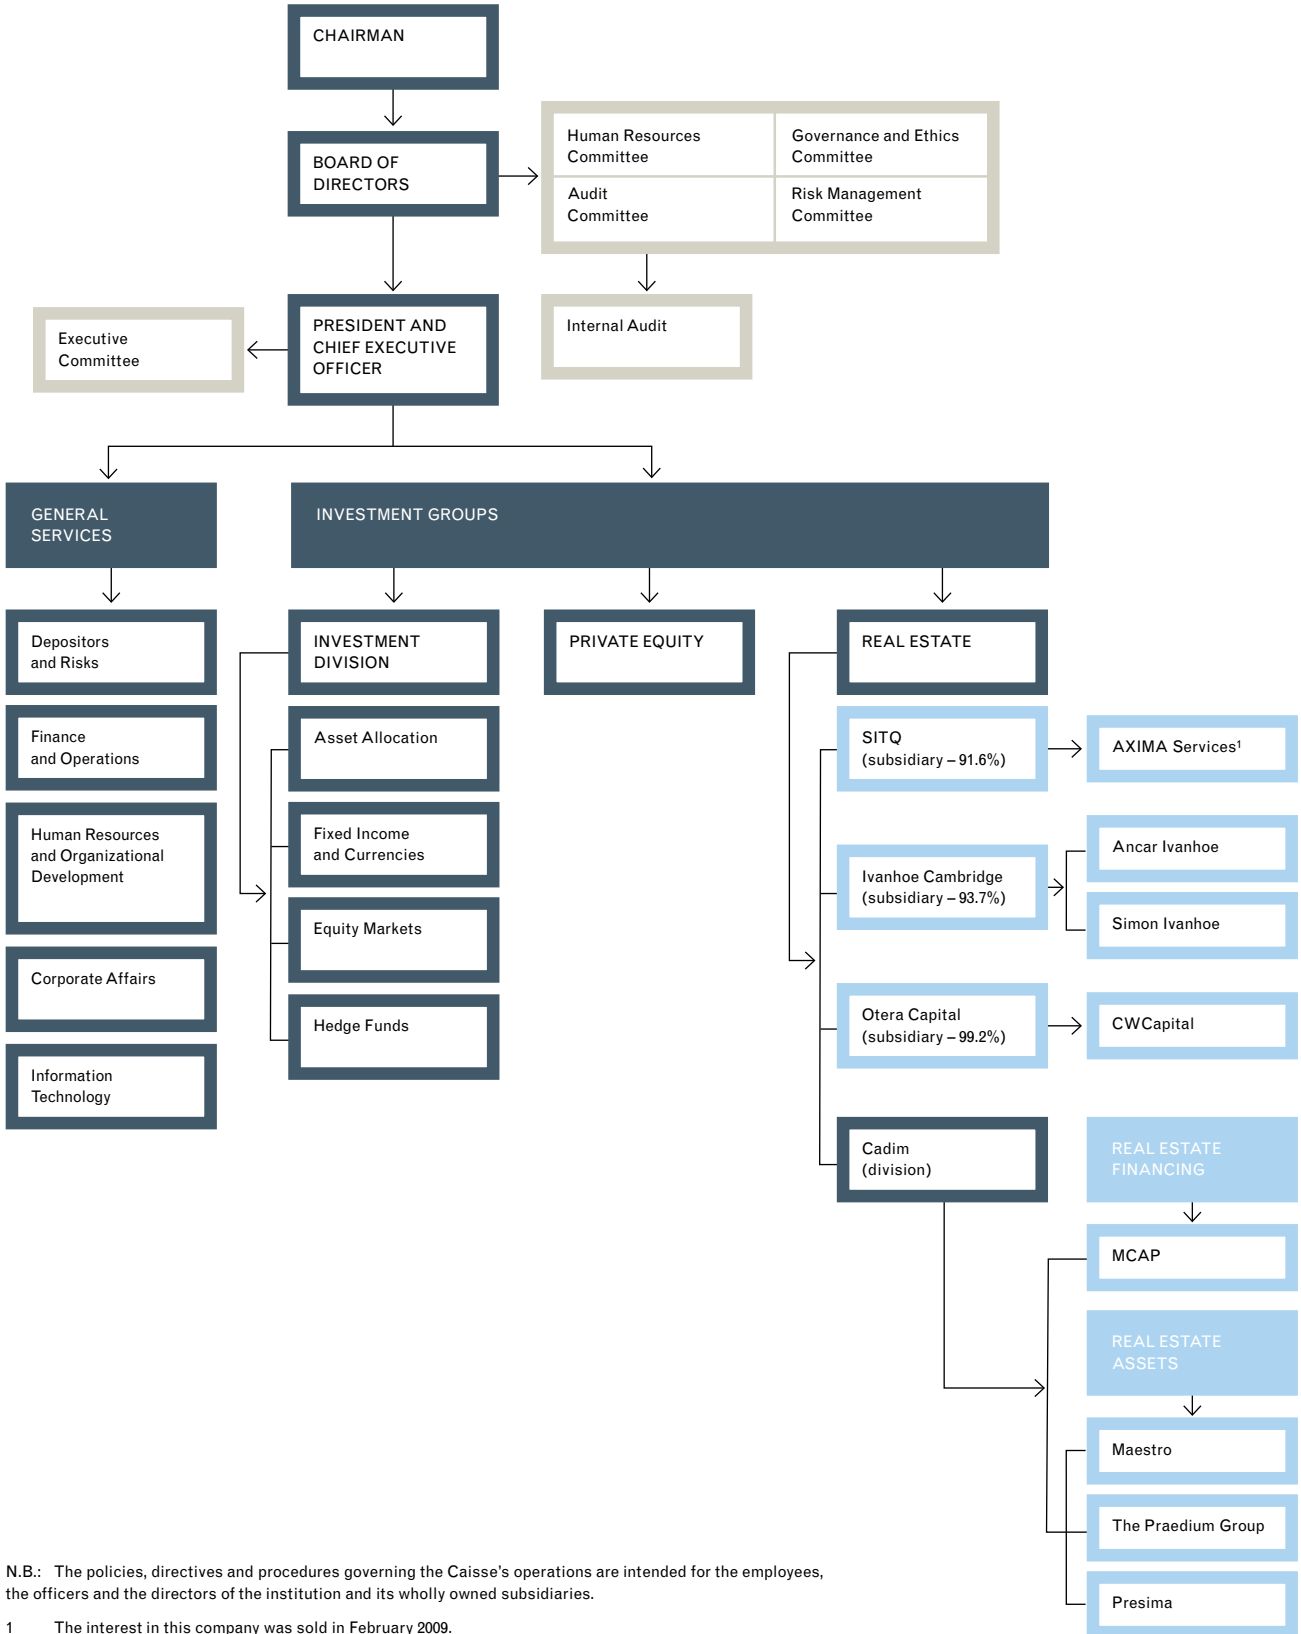 CHAIRMAN
BOARD OF
DIRECTORS
Human Resources
Committee
Governance and Ethics
Committee
Audit
Committee
Risk Management
Committee
Executive
Committee
PRESIDENT AND
CHIEF EXECUTIVE
OFFICER
Internal Audit
GENERAL
SERVICES
INVESTMENT GROUPS
Depositors
and Risks
Finance
and Operations
Human Resources
and Organizational
Development
Corporate Affairs
Information
Technology
INVESTMENT
DIVISION
Asset Allocation
Fixed Income
and Currencies
Equity Markets
Hedge Funds
PRIVATE EQUITY
REAL ESTATE
SITQ
(subsidiary – 91.6%)
AXIMA Services¹
Ivanhoe Cambridge
(subsidiary – 93.7%)
Ancar Ivanhoe
Simon Ivanhoe
Otera Capital
(subsidiary – 99.2%)
CWCapital
Cadim
(division)
REAL ESTATE
FINANCING
MCAP
REAL ESTATE
ASSETS
Maestro
The Praedium Group
Presima
N.B.: The policies, directives and procedures governing the Caisse’s operations are intended for the employees,
the officers and the directors of the institution and its wholly owned subsidiaries.
1 The interest in this company was sold in February 2009.